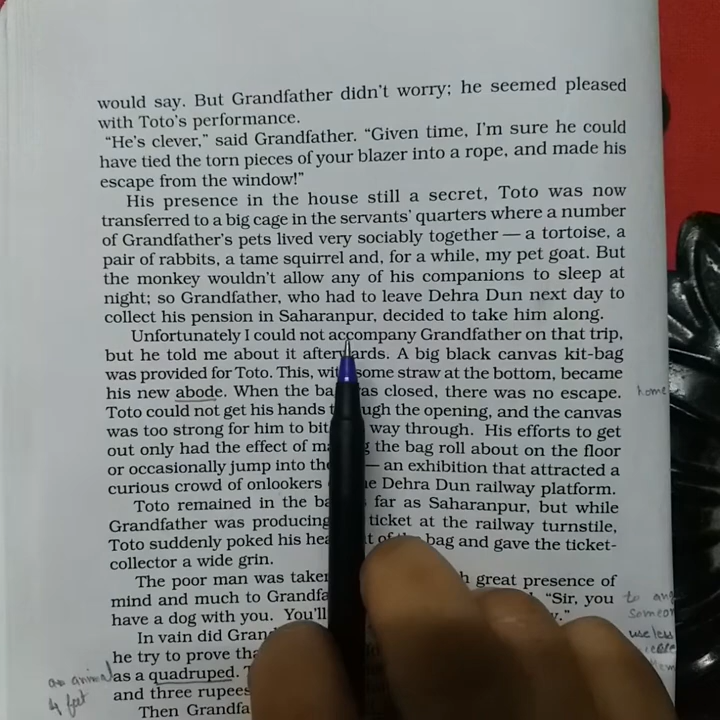 would say. But Grandfather didn't worry; he seemed pleased
with Toto's performance.
"He's clever," said Grandfather. "Given time, I'm sure he could
have tied the torn pieces of your blazer into a rope, and made his
escape from the window!"
His presence in the house still a secret, Toto was now
transferred to a big cage in the servants' quarters where a number
of Grandfather's pets lived very sociably together — a tortoise, a
pair of rabbits, a tame squirrel and, for a while, my pet goat. But
the monkey wouldn't allow any of his companions to sleep at
night; so Grandfather, who had to leave Dehra Dun next day to
collect his pension in Saharanpur, decided to take him along.
Unfortunately I could not accompany Grandfather on that trip,
but he told me about it afterwards. A big black canvas kit-bag
was provided for Toto. This, with some straw at the bottom, became
his new abode. When the was closed, there was no escape. home
Toto could not get his hands through the opening, and the canvas
was too strong for him to bite way through. His efforts to get
out only had the effect of the bag roll about on the floor
or occasionally jump into the — an exhibition that attracted a
curious crowd of onlookers Dehra Dun railway platform.
Toto remained in the far as Saharanpur, but while
Grandfather was producing ticket at the railway turnstile,
Toto suddenly poked his of the bag and gave the ticket-
collector a wide grin.
The poor man was great presence of
mind and much to "Sir, you to
have a dog with you. You'll
In vain did useless
he try to prove
an as a quadruped.
4 feet and three rupees
Then